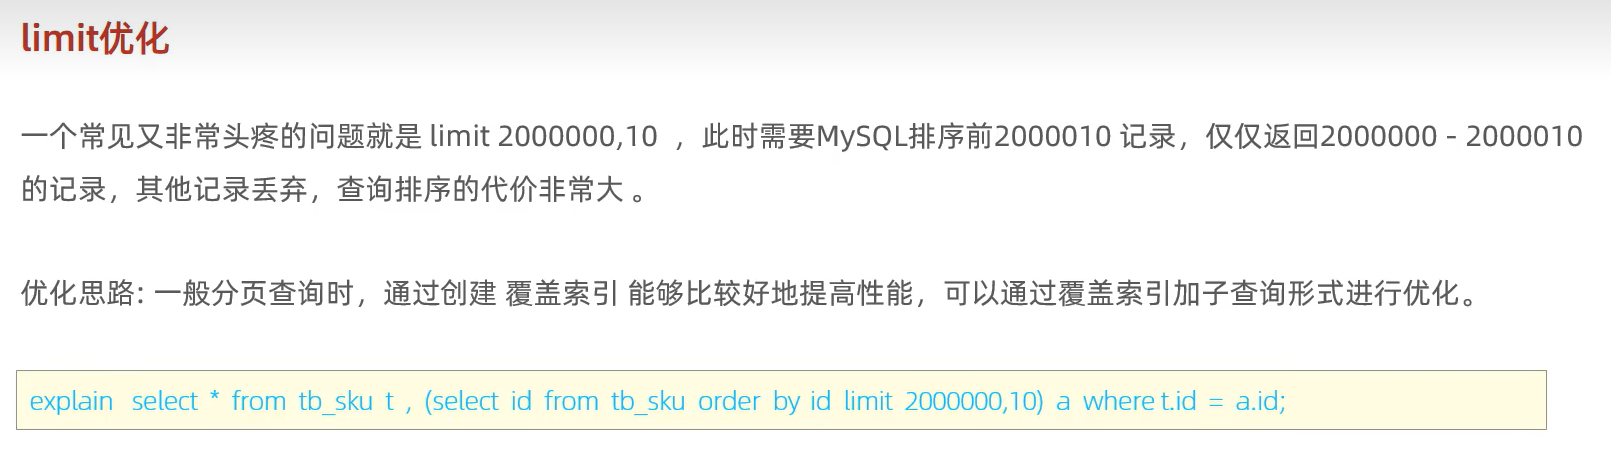 limit优化
一个常见又非常头疼的问题就是 limit 2000000,10 ，此时需要MySQL排序前2000010 记录，仅仅返回2000000 - 2000010
的记录，其他记录丢弃，查询排序的代价非常大 。
优化思路: 一般分页查询时，通过创建 覆盖索引 能够比较好地提高性能，可以通过覆盖索引加子查询形式进行优化。
explain select * from tb_sku t , (select id from tb_sku order by id limit 2000000,10) a where t.id = a.id;